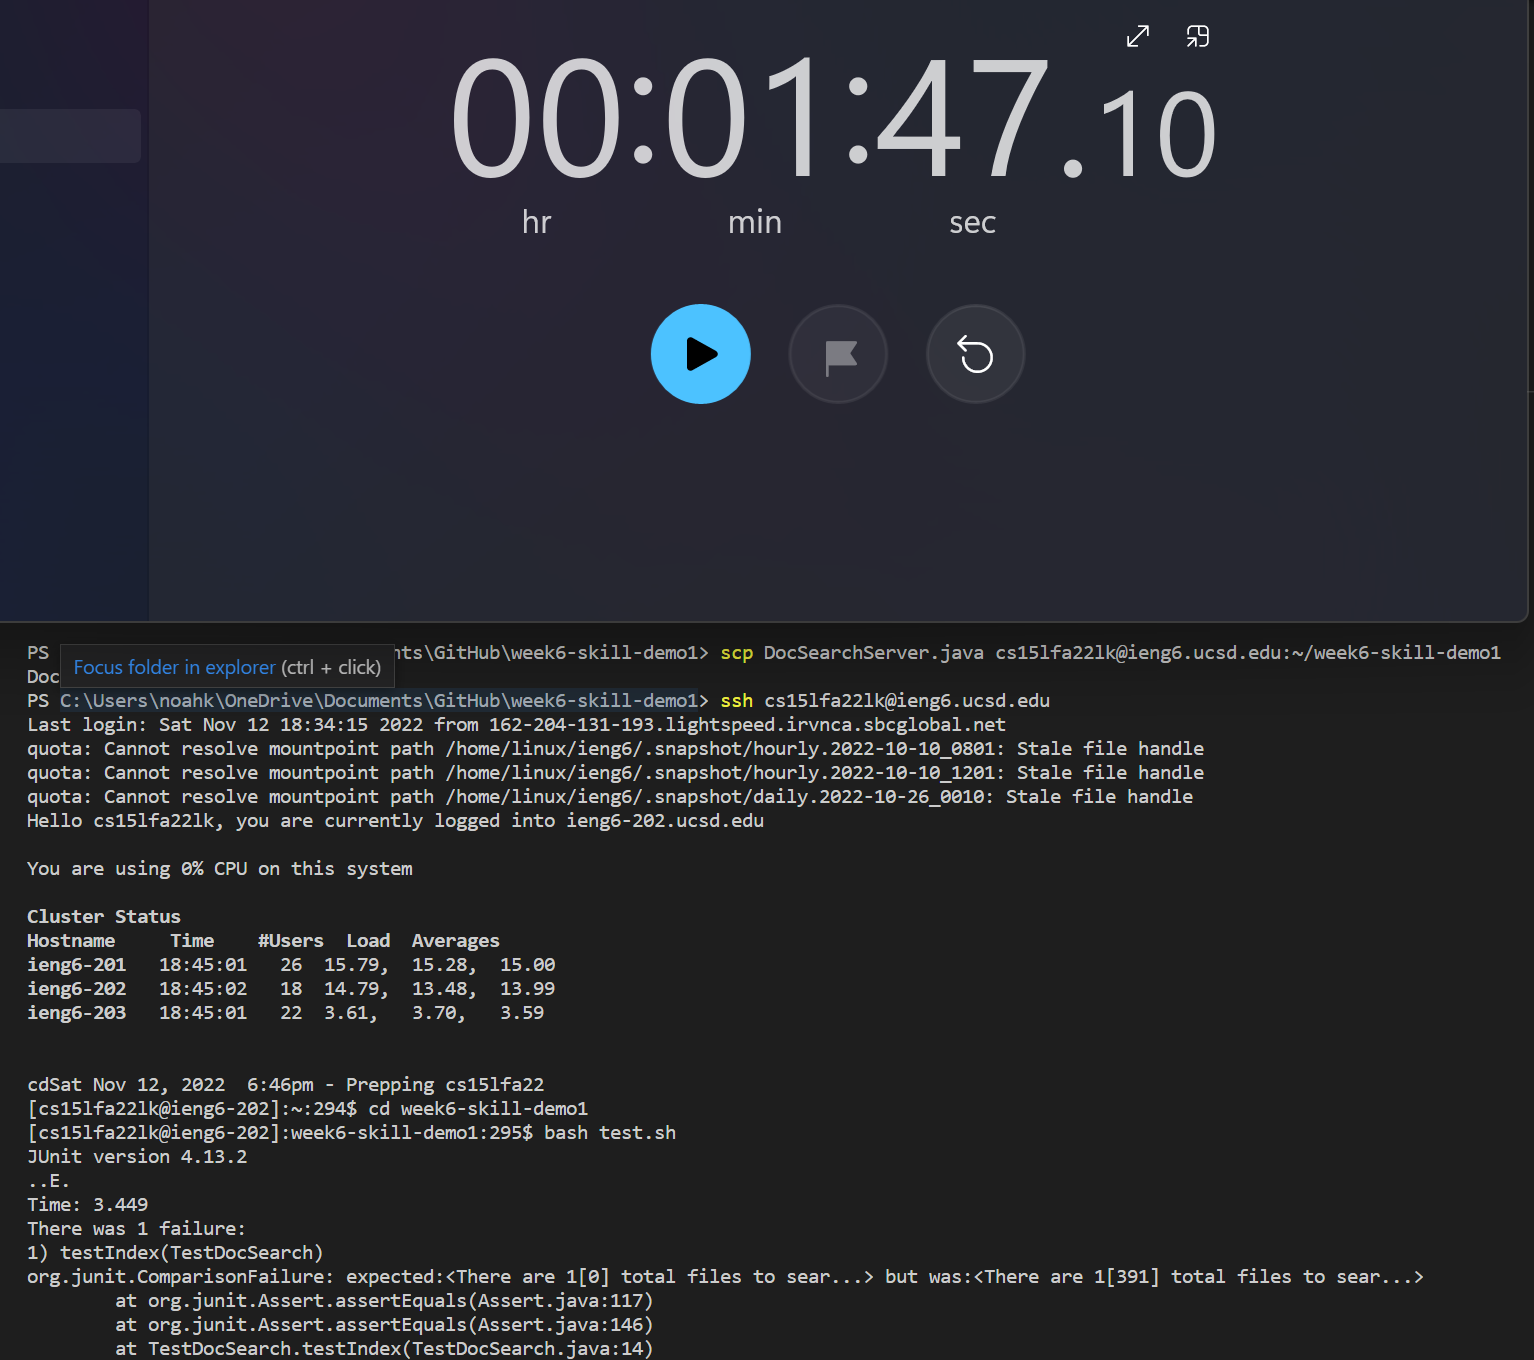 00:01:47.10
hr min sec
PS nts\GitHub\week6-skill-demo1> scp DocSearchServer.java cs15lfa22lk@ieng6.ucsd.edu:~/week6-skill-demo1
Focus folder in explorer (ctrl + click)
Doc
PS C:\Users\noahk\OneDrive\Documents\GitHub\week6-skill-demo1> ssh cs15lfa22lk@ieng6.ucsd.edu
Last login: Sat Nov 12 18:34:15 2022 from 162-204-131-193.lightspeed.irvnca.sbcglobal.net
quota: Cannot resolve mountpoint path /home/linux/ieng6/.snapshot/hourly.2022-10-10_0801: Stale file handle
quota: Cannot resolve mountpoint path /home/linux/ieng6/.snapshot/hourly.2022-10-10_1201: Stale file handle
quota: Cannot resolve mountpoint path /home/linux/ieng6/.snapshot/daily.2022-10-26_0010: Stale file handle
Hello cs15lfa22lk, you are currently logged into ieng6-202.ucsd.edu
You are using 0% CPU on this system
Cluster Status
Hostname Time #Users Load Averages
ieng6-201 18:45:01 26 15.79, 15.28, 15.00
ieng6-202 18:45:02 18 14.79, 13.48, 13.99
ieng6-203 18:45:01 22 3.61, 3.70, 3.59
cdSat Nov 12, 2022 6:46pm - Prepping cs15lfa22
[cs15lfa22lk@ieng6-202]:~:294$ cd week6-skill-demo1
[cs15lfa22lk@ieng6-202]:week6-skill-demo1:295$ bash test.sh
JUnit version 4.13.2
..E.
Time: 3.449
There was 1 failure:
1) testIndex(TestDocSearch)
org.junit.ComparisonFailure: expected:<There are 1[0] total files to sear...> but was:<There are 1[391] total files to sear...>
at org.junit.Assert.assertEquals(Assert.java:117)
at org.junit.Assert.assertEquals(Assert.java:146)
at TestDocSearch.testIndex(TestDocSearch.java:14)